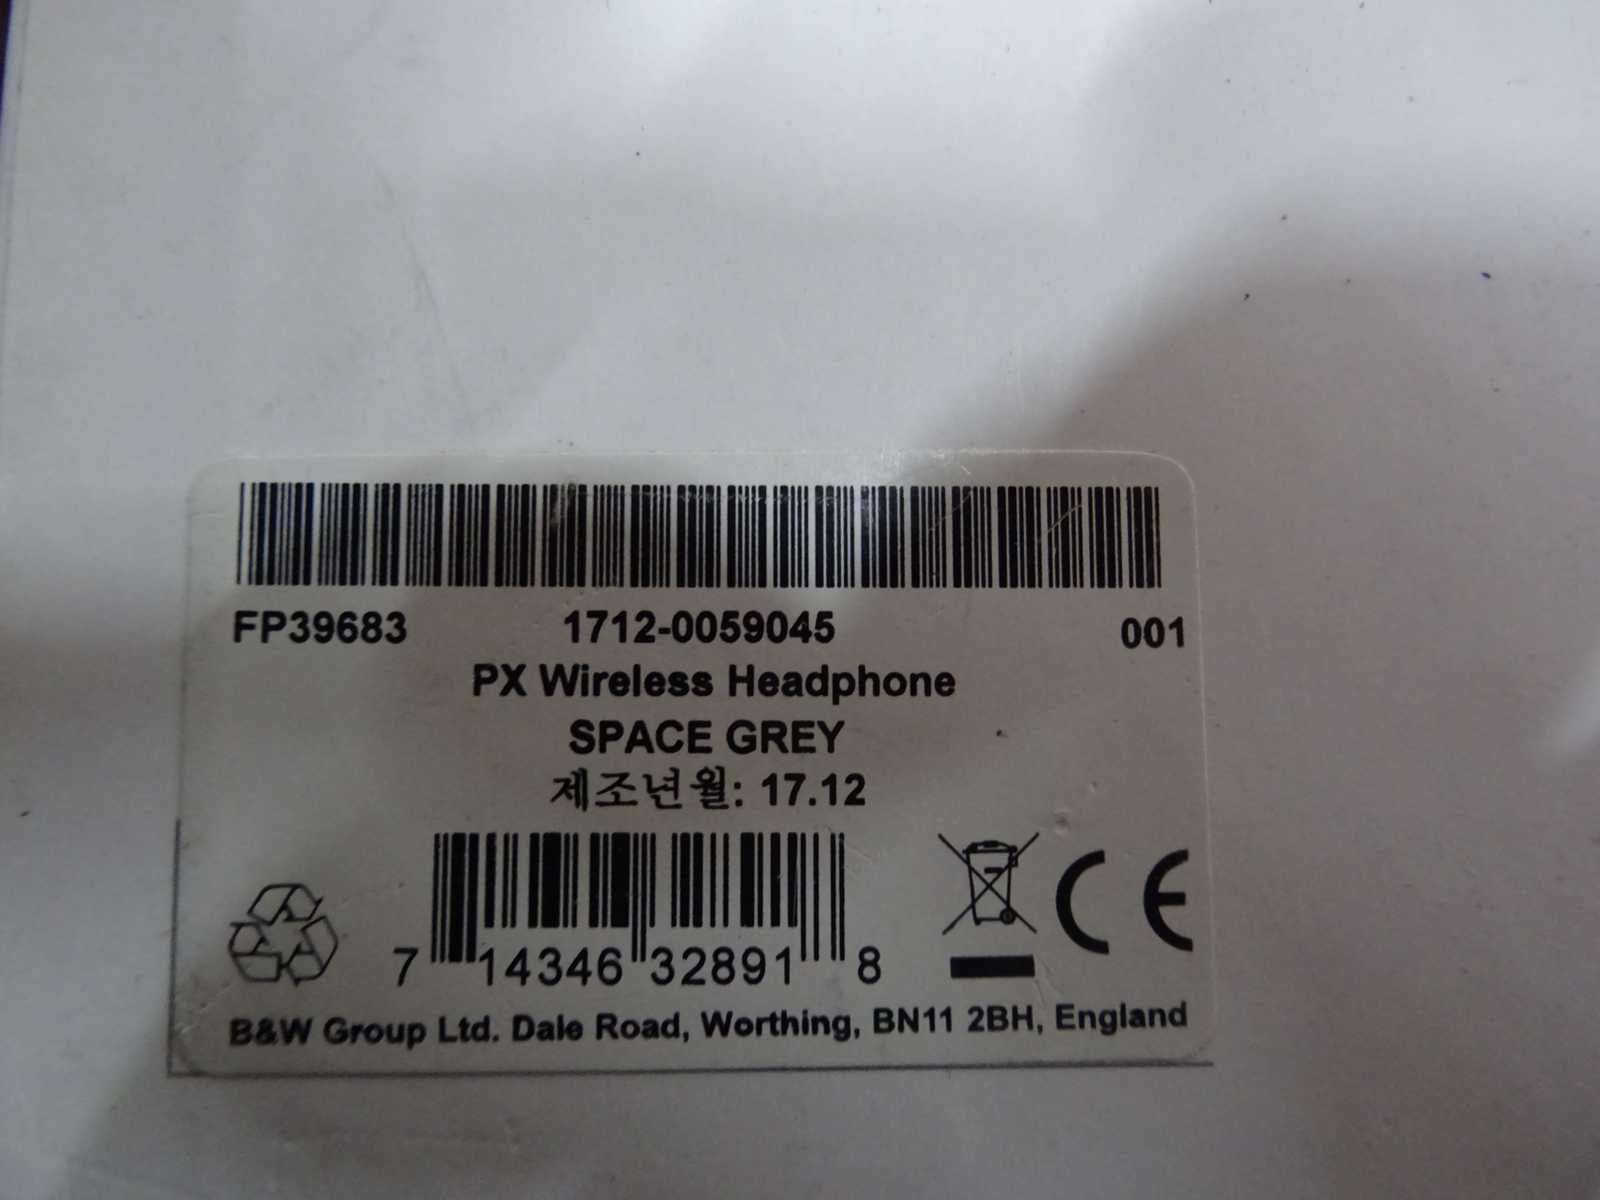 FP39683 1712-0059045 001
PX Wireless Headphone
SPACE GREY
제조년월: 17.12
7 14346 32891 8
CE
B&W Group Ltd. Dale Road, Worthing, BN11 2BH, England